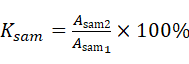 K_sam = A_sam2 / A_sam1 × 100%